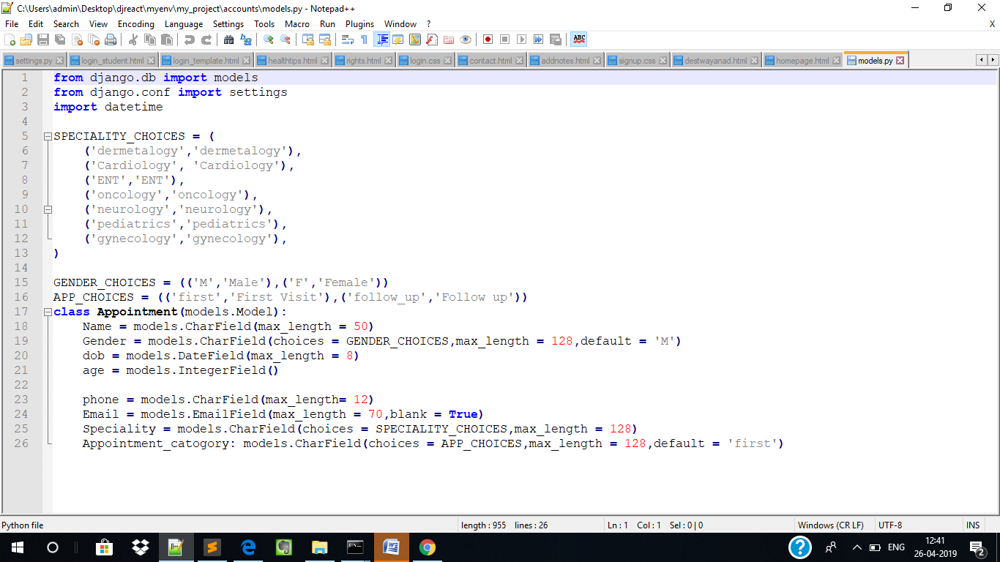 C:\Users\admin\Desktop\djreact\myenv\my_project\accounts\models.py - Notepad++
File Edit Search View Encoding Language Settings Tools Macro Run Plugins Window ? X
settings.py login_student.html login_template.html healthtips.html rights.html login.css contact.html addnotes.html signup.css destwayanad.html homepage.html models.py
1 from django.db import models
2 from django.conf import settings
3 import datetime
4
5 SPECIALITY_CHOICES = (
6 ('dermetalogy','dermetalogy'),
7 ('Cardiology', 'Cardiology'),
8 ('ENT','ENT'),
9 ('oncology','oncology'),
10 ('neurology','neurology'),
11 ('pediatrics','pediatrics'),
12 ('gynecology','gynecology'),
13 )
14
15 GENDER_CHOICES = (('M','Male'),('F','Female'))
16 APP_CHOICES = (('first','First Visit'),('follow_up','Follow up'))
17 class Appointment(models.Model):
18 Name = models.CharField(max_length = 50)
19 Gender = models.CharField(choices = GENDER_CHOICES,max_length = 128,default = 'M')
20 dob = models.DateField(max_length = 8)
21 age = models.IntegerField()
22
23 phone = models.CharField(max_length= 12)
24 Email = models.EmailField(max_length = 70,blank = True)
25 Speciality = models.CharField(choices = SPECIALITY_CHOICES,max_length = 128)
26 Appointment_catogory: models.CharField(choices = APP_CHOICES,max_length = 128,default = 'first')
Python file length : 955 lines : 26 Ln : 1 Col : 1 Sel : 0 | 0 Windows (CR LF) UTF-8 INS
ENG 12:41
26-04-2019 2